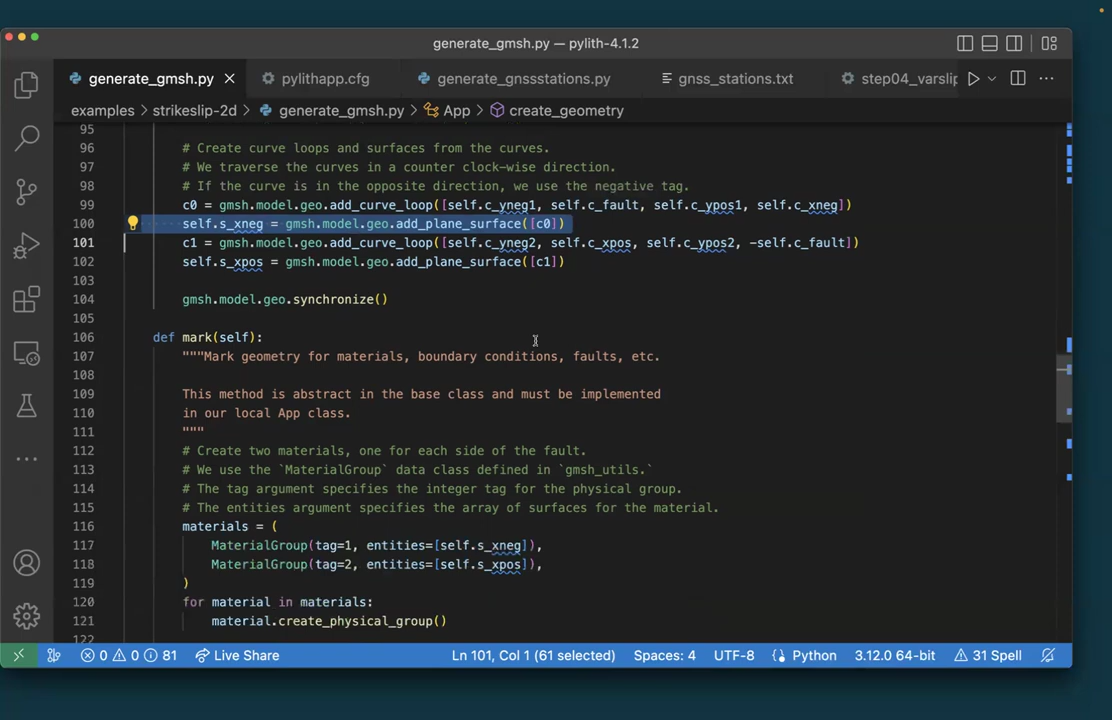 generate_gmsh.py — pylith-4.1.2
generate_gmsh.py pylithapp.cfg generate_gnssstations.py gnss_stations.txt step04_varslip
examples > strikeslip-2d > generate_gmsh.py > App > create_geometry
95
96 # Create curve loops and surfaces from the curves.
97 # We traverse the curves in a counter clock-wise direction.
98 # If the curve is in the opposite direction, we use the negative tag.
99 c0 = gmsh.model.geo.add_curve_loop([self.c_yneg1, self.c_fault, self.c_ypos1, self.c_xneg])
100 self.s_xneg = gmsh.model.geo.add_plane_surface([c0])
101 c1 = gmsh.model.geo.add_curve_loop([self.c_yneg2, self.c_xpos, self.c_ypos2, -self.c_fault])
102 self.s_xpos = gmsh.model.geo.add_plane_surface([c1])
103
104 gmsh.model.geo.synchronize()
105
106 def mark(self):
107 """Mark geometry for materials, boundary conditions, faults, etc.
108
109 This method is abstract in the base class and must be implemented
110 in our local App class.
111 """
112 # Create two materials, one for each side of the fault.
113 # We use the `MaterialGroup` data class defined in `gmsh_utils.`
114 # The tag argument specifies the integer tag for the physical group.
115 # The entities argument specifies the array of surfaces for the material.
116 materials = (
117 MaterialGroup(tag=1, entities=[self.s_xneg]),
118 MaterialGroup(tag=2, entities=[self.s_xpos]),
119 )
120 for material in materials:
121 material.create_physical_group()
122
0 0 81 Live Share Ln 101, Col 1 (61 selected) Spaces: 4 UTF-8 Python 3.12.0 64-bit 31 Spell